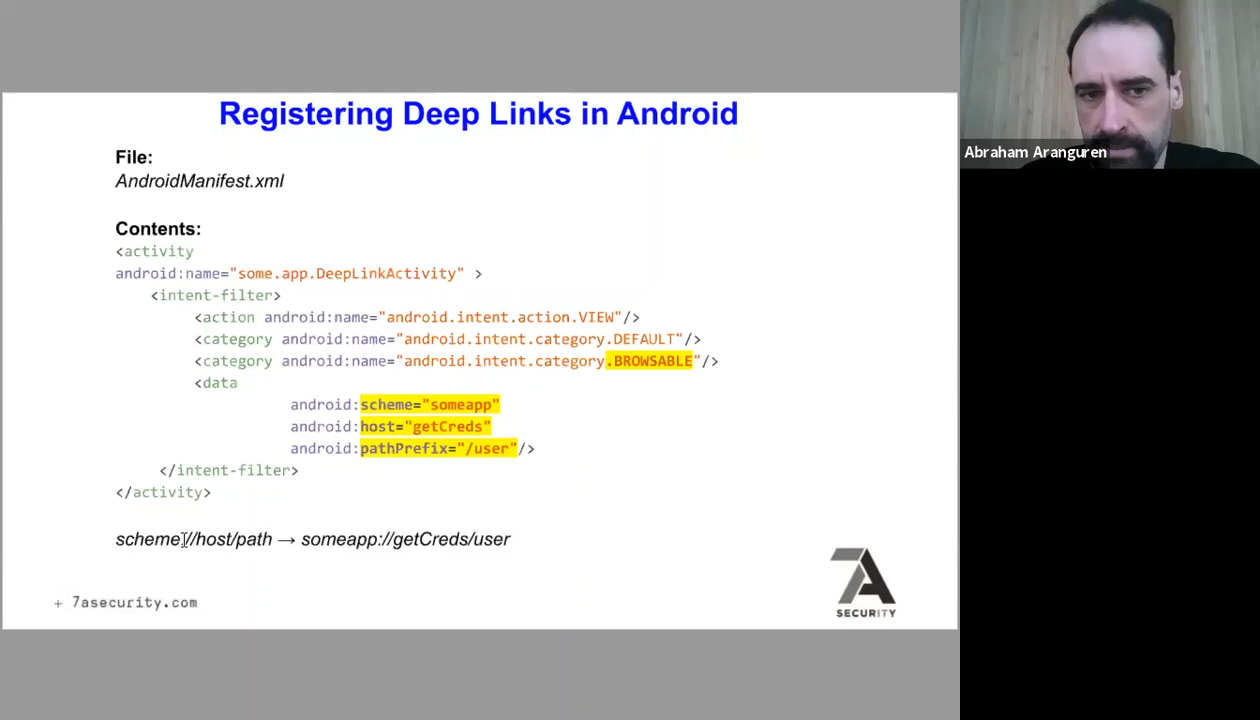 Registering Deep Links in Android
File:
AndroidManifest.xml
Contents:
<activity
android:name="some.app.DeepLinkActivity" >
<intent-filter>
<action android:name="android.intent.action.VIEW"/>
<category android:name="android.intent.category.DEFAULT"/>
<category android:name="android.intent.category.BROWSABLE"/>
<data
android:scheme="someapp"
android:host="getCreds"
android:pathPrefix="/user"/>
</intent-filter>
</activity>
scheme://host/path → someapp://getCreds/user
+ 7asecurity.com
7A
SECURITY
Abraham Aranguren